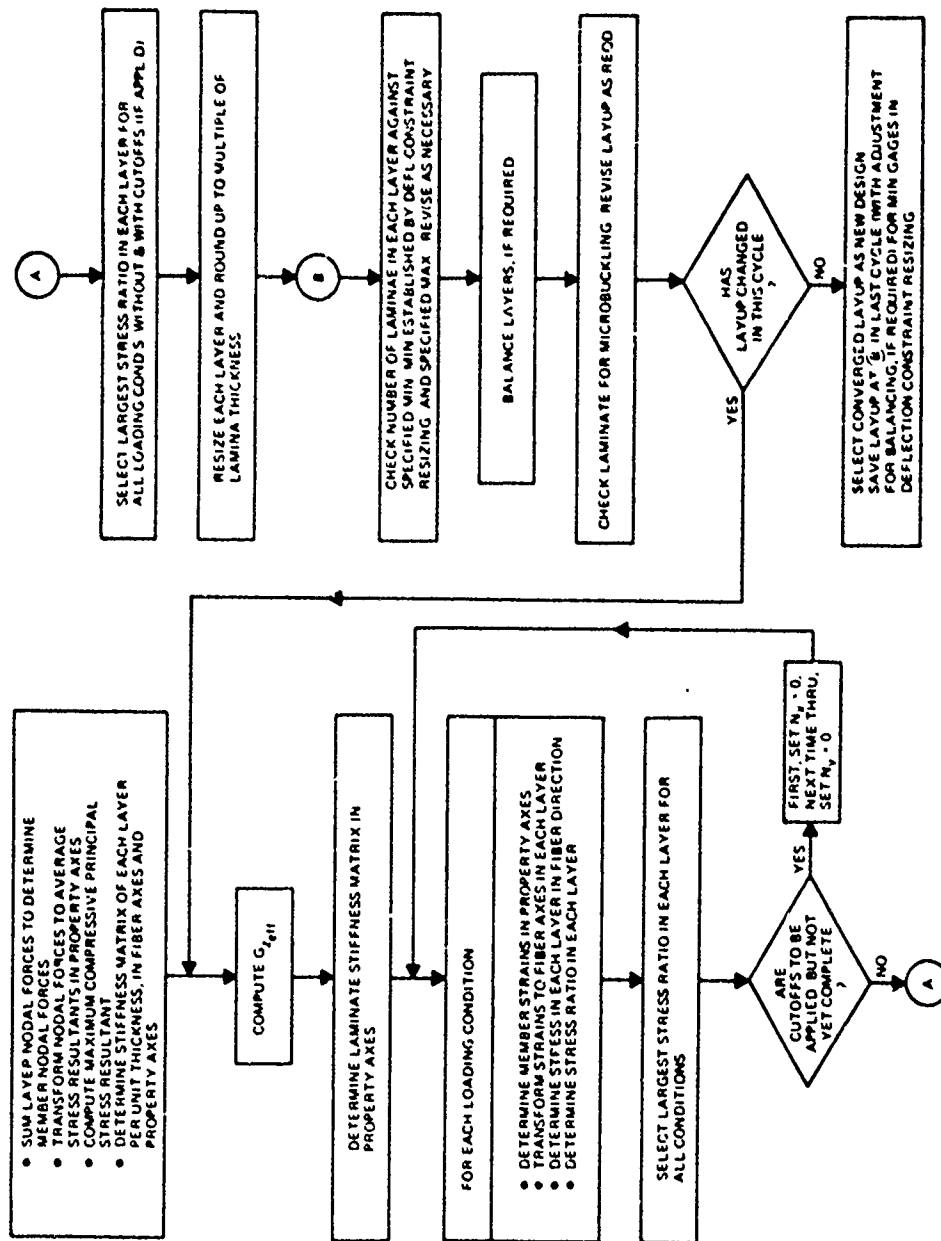 • SUM LAYER NODAL FORCES TO DETERMINE
MEMBER NODAL FORCES
• TRANSFORM NODAL FORCES TO AVERAGE
STRESS RESULTANTS IN PROPERTY AXES
• COMPUTE MAXIMUM COMPRESSIVE PRINCIPAL
STRESS RESULTANT
• DETERMINE STIFFNESS MATRIX OF EACH LAYER
PER UNIT THICKNESS, IN FIBER AXES AND
PROPERTY AXES
COMPUTE
DETERMINE LAMINATE STIFFNESS MATRIX IN
PROPERTY AXES
FOR EACH LOADING CONDITION
• DETERMINE MEMBER STRAINS IN PROPERTY AXES
• TRANSFORM STRAINS TO FIBER AXES IN EACH LAYER
• DETERMINE STRESS IN EACH LAYER IN FIBER DIRECTION
• DETERMINE STRESS RATIO IN EACH LAYER
SELECT LARGEST STRESS RATIO IN EACH LAYER FOR
ALL CONDITIONS
ARE
CUTOFFS TO BE
APPLIED BUT NOT
YET COMPLETE
?
YES
FIRST, SET = 0.
NEXT TIME THRU,
SET = 0
NO
A
A
SELECT LARGEST STRESS RATIO IN EACH LAYER FOR
ALL LOADING CONDS WITHOUT & WITH CUTOFFS (IF APPL D)
RESIZE EACH LAYER AND ROUND UP TO MULTIPLE OF
LAMINA THICKNESS
B
CHECK NUMBER OF LAMINAE IN EACH LAYER AGAINST
SPECIFIED MIN MIN ESTABLISHED BY DEFL CONSTRAINT
RESIZING AND SPECIFIED MAX REVISE AS NECESSARY
BALANCE LAYERS, IF REQUIRED
CHECK LAMINATE FOR MICROBUCKLING REVISE LAYUP AS REQD
HAS
LAYUP CHANGED
IN THIS CYCLE
?
YES
NO
SELECT CONVERGED LAYUP AS NEW DESIGN
SAVE LAYUP AT B IN LAST CYCLE (WITH ADJUSTMENT
FOR BALANCING, IF REQUIRED) FOR MIN GAGES IN
DEFLECTION CONSTRAINT RESIZING